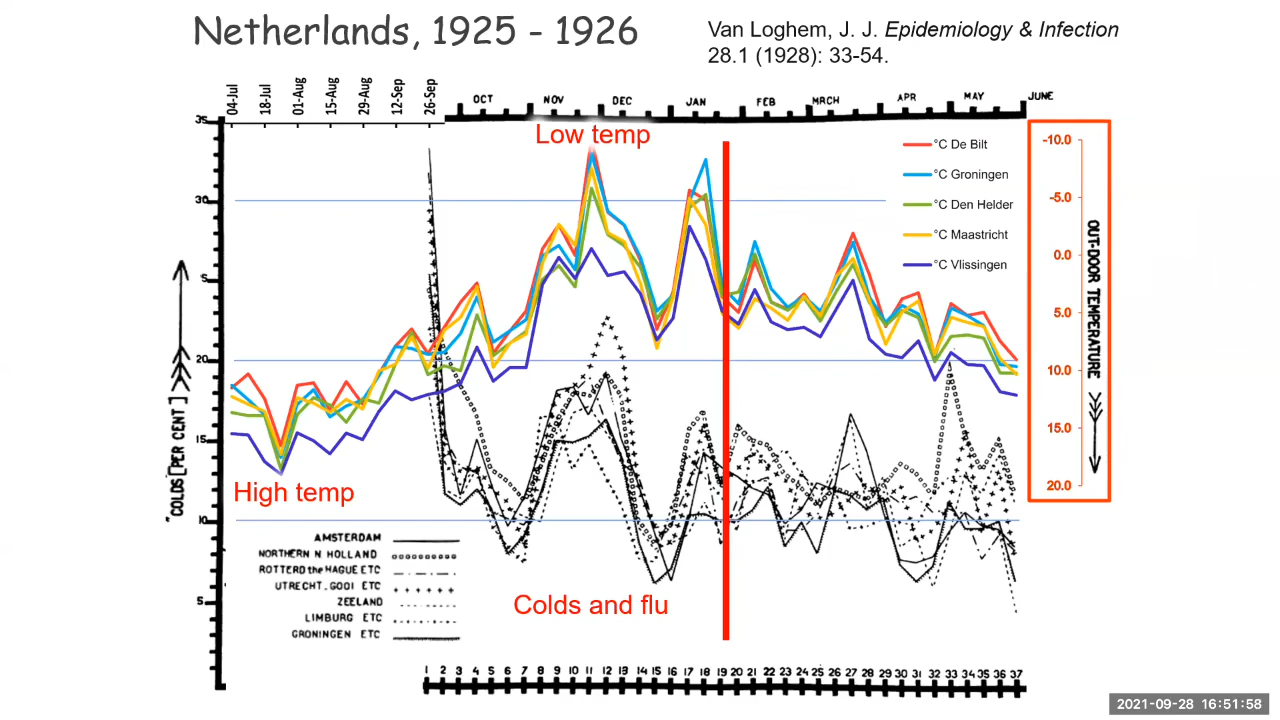 Netherlands, 1925 - 1926
Van Loghem, J. J. Epidemiology & Infection
28.1 (1928): 33-54.
04-Jul 18-Jul 01-Aug 15-Aug 29-Aug 12-Sep 26-Sep OCT NOV DEC JAN FEB MRCH APR MAY JUNE
35
Low temp
-10.0
°C De Bilt
°C Groningen
30
-5.0
°C Den Helder
°C Maastricht
0.0
°C Vlissingen
S
5.0
20
10.0
15
15.0
20.0
OUT-DOOR TEMPERATURE
"COLDS [PER CENT]
High temp
10
AMSTERDAM
NORTHERN N HOLLAND
ROTTERD the HAGUE ETC
UTRECHT. GOOI ETC
ZEELAND
LIMBURG ETC
GRONINGEN ETC
5
Colds and flu
1 2 3 4 5 6 7 8 9 10 11 12 13 14 15 16 17 18 19 20 21 22 23 24 25 26 27 28 29 30 31 32 33 34 35 36 37
2021-09-28 16:51:58